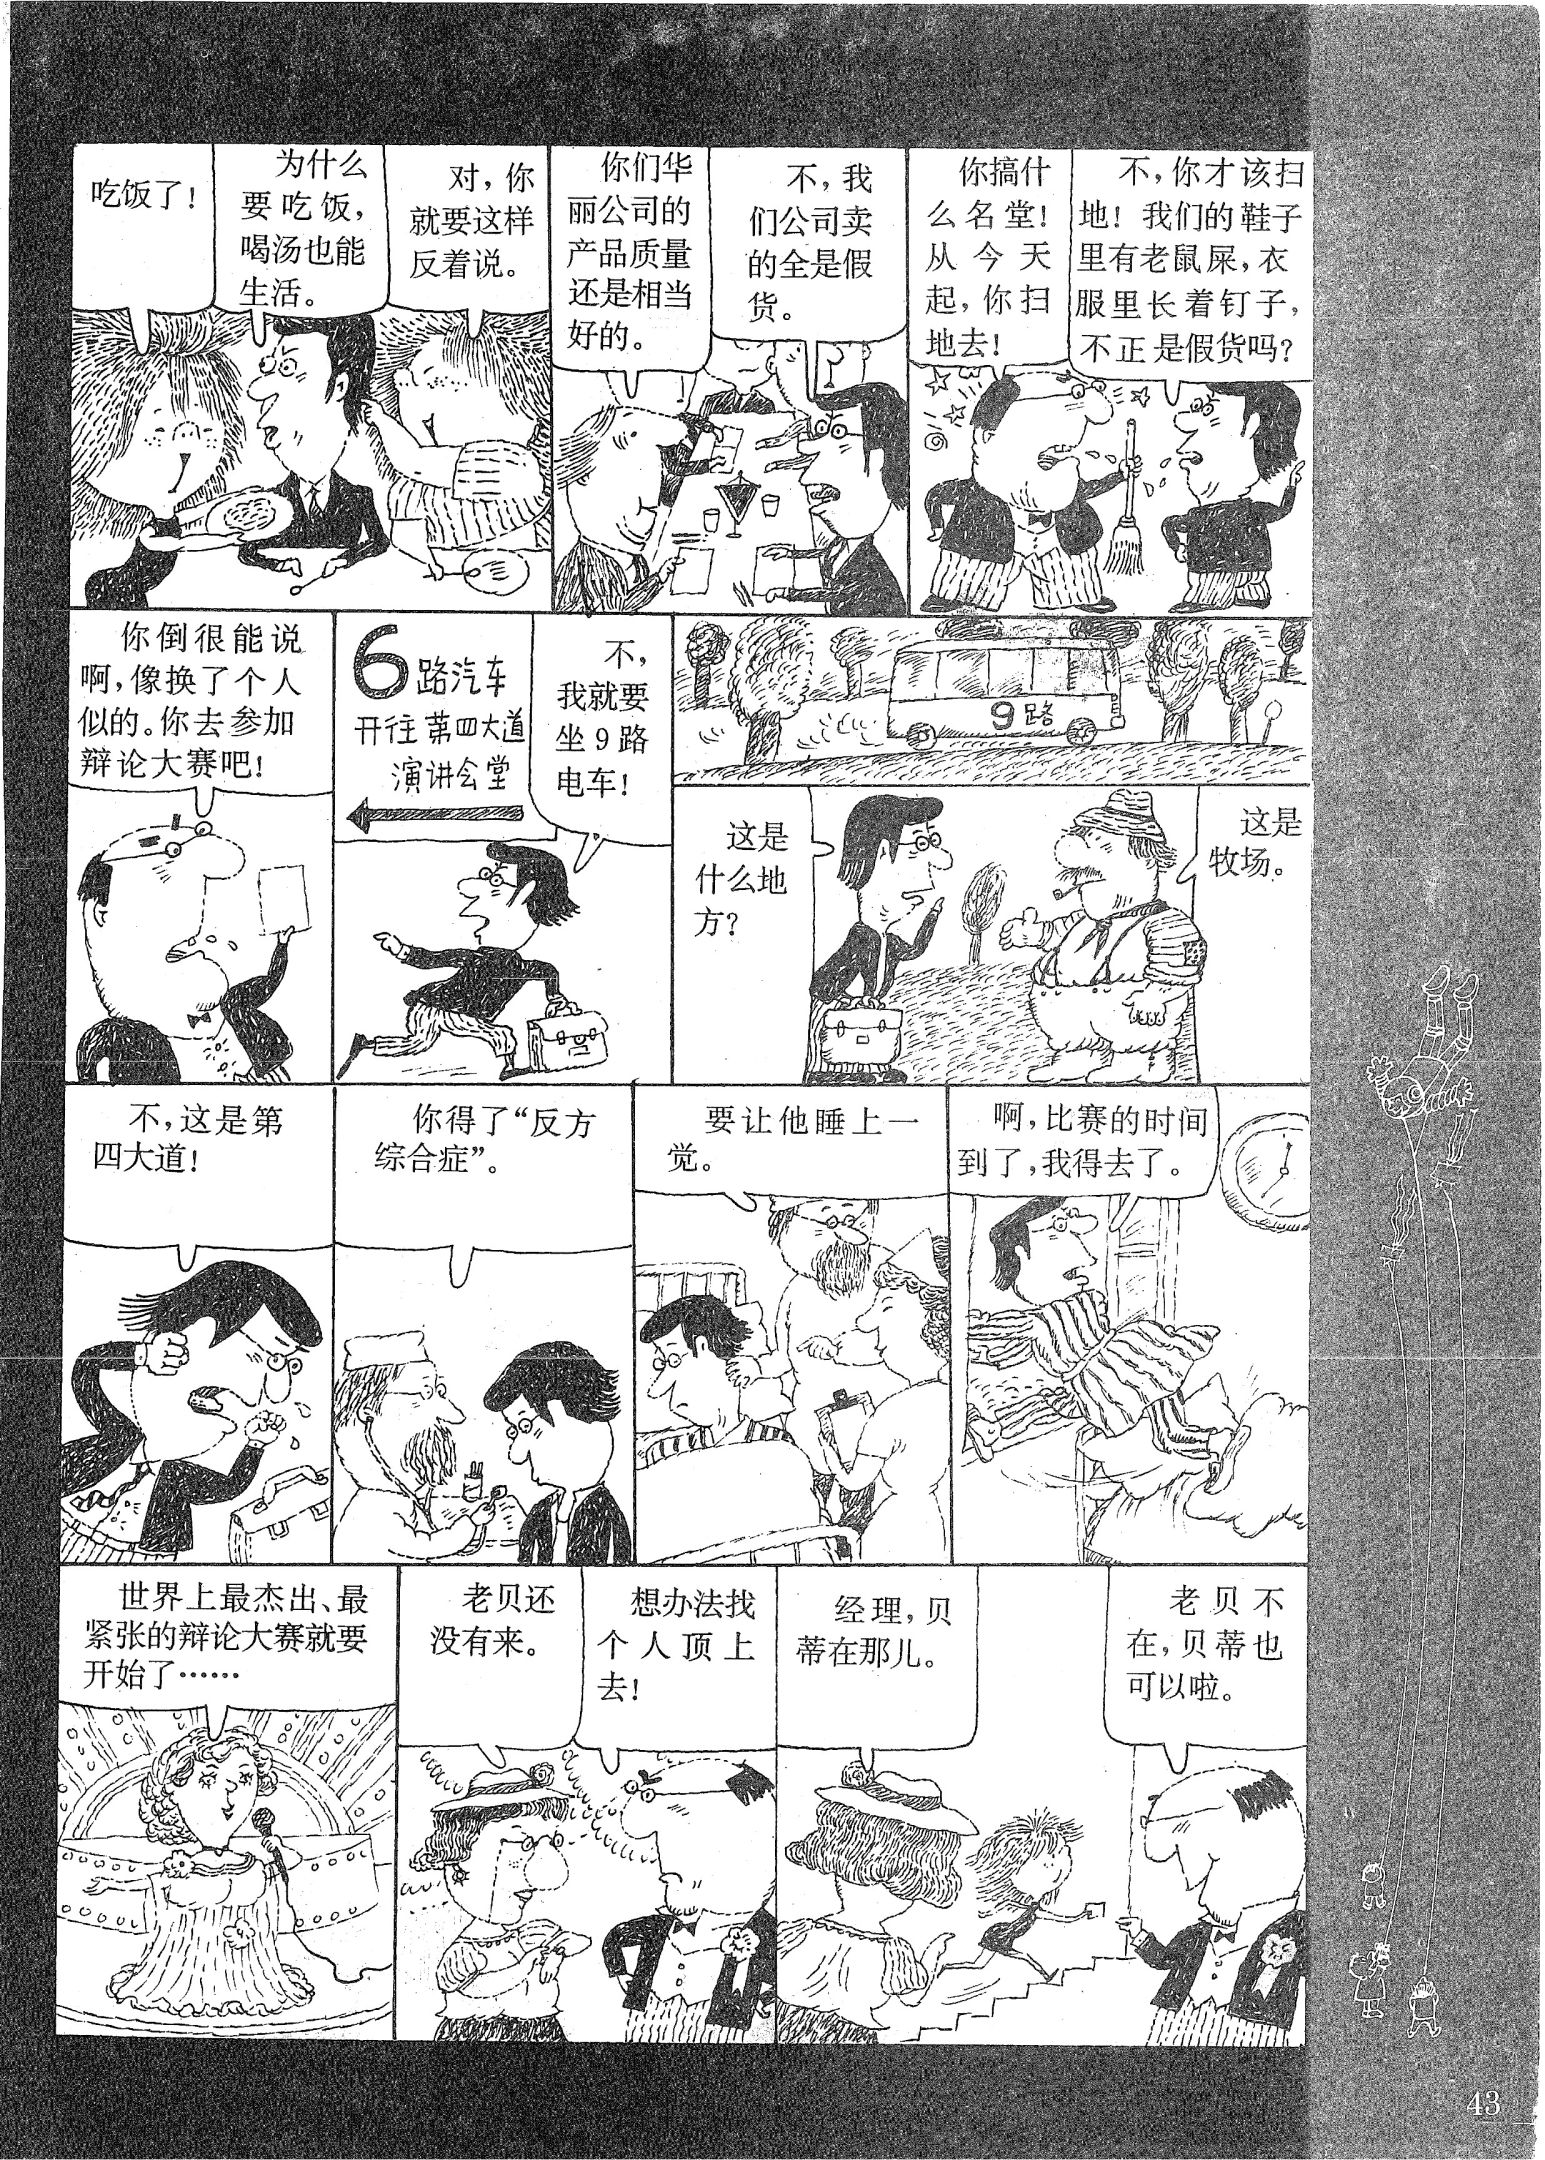 吃饭了！
为什么
要吃饭，
喝汤也能
生活。
对，你
就要这样
反着说。
你们华
丽公司的
产品质量
还是相当
好的。
不，我
们公司卖
的全是假
货。
你搞什
么名堂！
从今天
起，你扫
地去！
不，你才该扫
地！我们的鞋子
里有老鼠屎，衣
服里长着钉子，
不正是假货吗？
你倒很能说
啊，像换了个人
似的。你去参加
辩论大赛吧！
6路汽车
开往第四大道
演讲会堂
不，
我就要
坐9路
电车！
9路
这是
什么地
方？
这是
牧场。
不，这是第
四大道！
你得了“反方
综合症”。
要让他睡上一
觉。
啊，比赛的时间
到了，我得去了。
世界上最杰出、最
紧张的辩论大赛就要
开始了……
老贝还
没有来。
想办法找
个人顶上
去！
经理，贝
蒂在那儿。
老贝不
在，贝蒂也
可以啦。
43